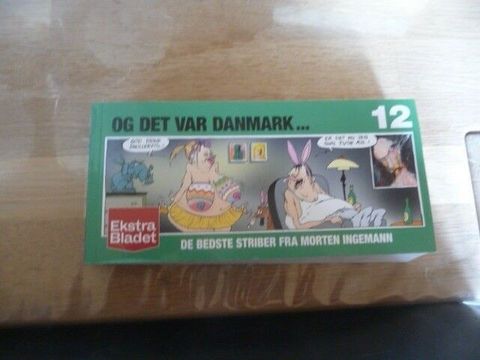 OG DET VAR DANMARK... 12
Ekstra
Bladet
DE BEDSTE STRIBER FRA MORTEN INGEMANN